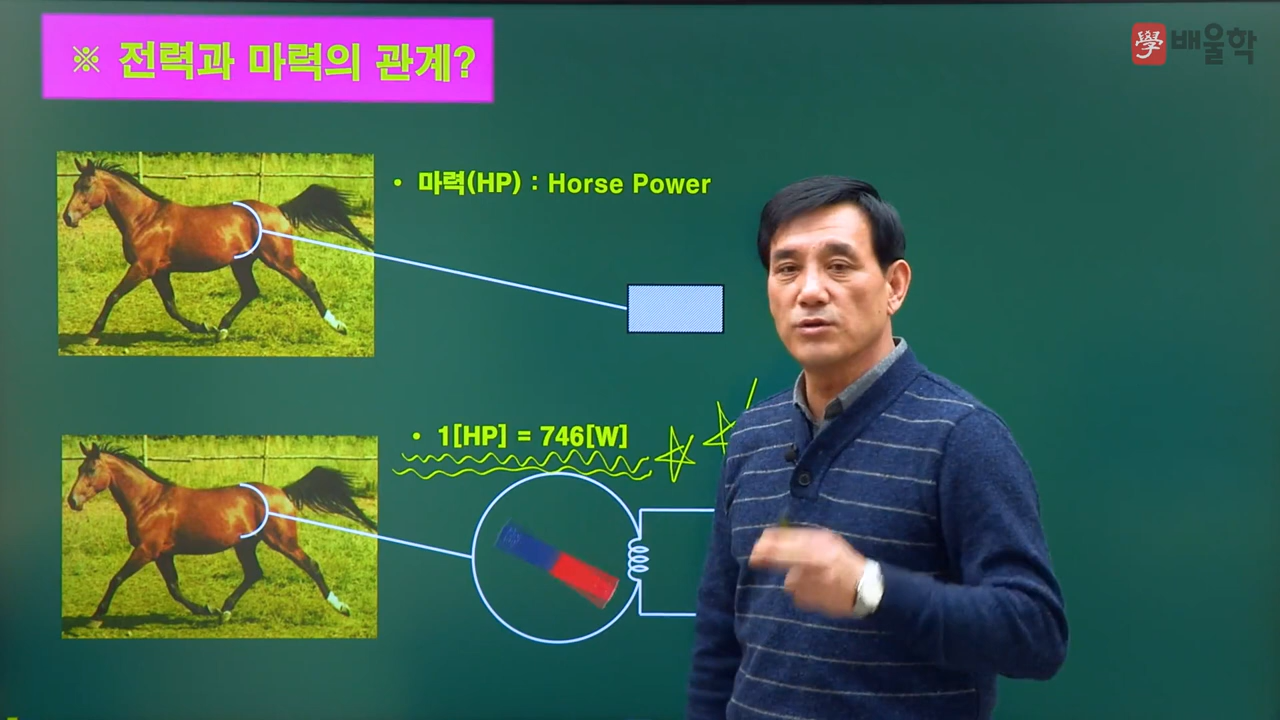 ※ 전력과 마력의 관계?
學 배울학
• 마력(HP) : Horse Power
• 1[HP] = 746[W]